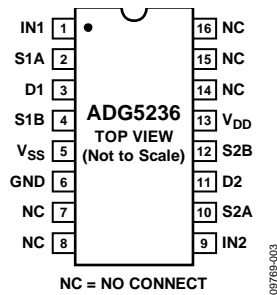 IN1 1 16 NC
S1A 2 15 NC
D1 3 14 NC
S1B 4 ADG5236 13 VDD
TOP VIEW
VSS 5 (Not to Scale) 12 S2B
GND 6 11 D2
NC 7 10 S2A
NC 8 9 IN2
NC = NO CONNECT
09769-003